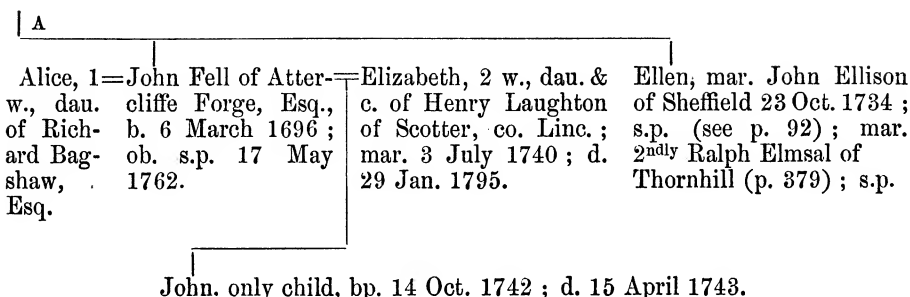 A
Alice, 1=John Fell of Atter-=Elizabeth, 2 w., dau. & Ellen, mar. John Ellison
w., dau. cliffe Forge, Esq., c. of Henry Laughton of Sheffield 23 Oct. 1734 ;
of Rich- b. 6 March 1696 ; of Scotter, co. Linc. ; s.p. (see p. 92) ; mar.
ard Bag- ob. s.p. 17 May mar. 3 July 1740 ; d. 2ndly Ralph Elmsal of
shaw, 1762. 29 Jan. 1795. Thornhill (p. 379) ; s.p.
Esq.
John, only child, bp. 14 Oct. 1742 ; d. 15 April 1743.